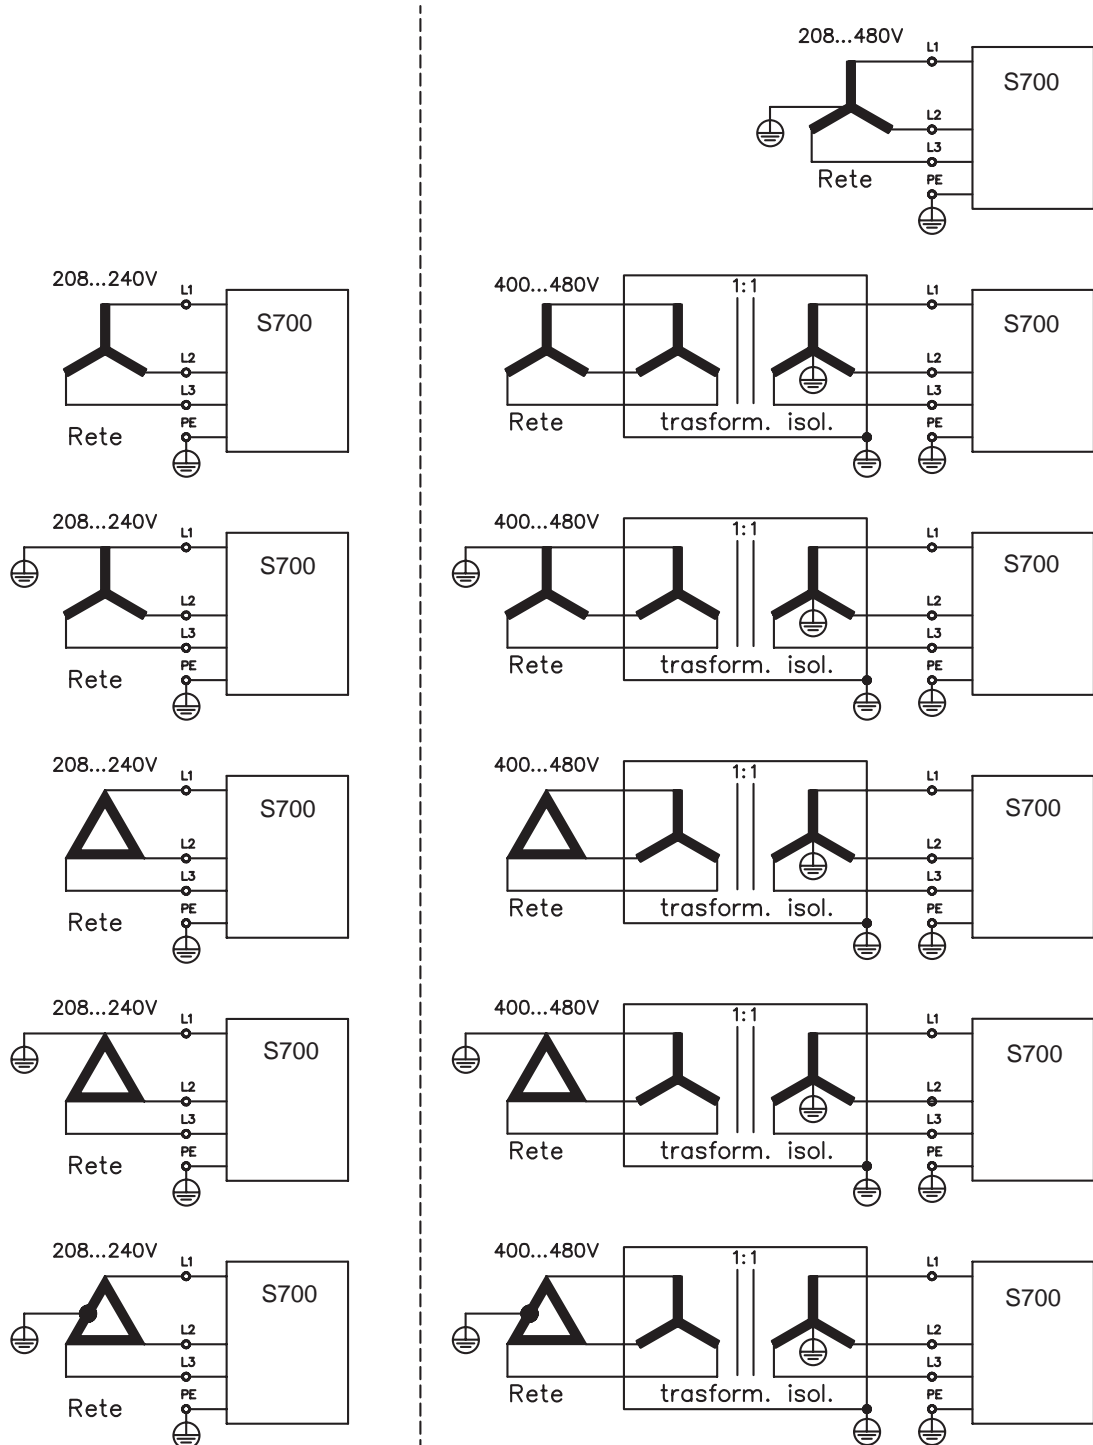 208...480V
L1
S700
L2
L3
Rete
PE
208...240V
L1
S700
L2
L3
PE
Rete
400...480V
1:1
L1
S700
L2
L3
PE
Rete
trasform. isol.
208...240V
L1
S700
L2
L3
PE
Rete
400...480V
1:1
L1
S700
L2
L3
PE
Rete
trasform. isol.
208...240V
L1
S700
L2
L3
PE
Rete
400...480V
1:1
L1
S700
L2
L3
PE
Rete
trasform. isol.
208...240V
L1
S700
L2
L3
PE
Rete
400...480V
1:1
L1
S700
L2
L3
PE
Rete
trasform. isol.
208...240V
L1
S700
L2
L3
PE
Rete
400...480V
1:1
L1
S700
L2
L3
PE
Rete
trasform. isol.